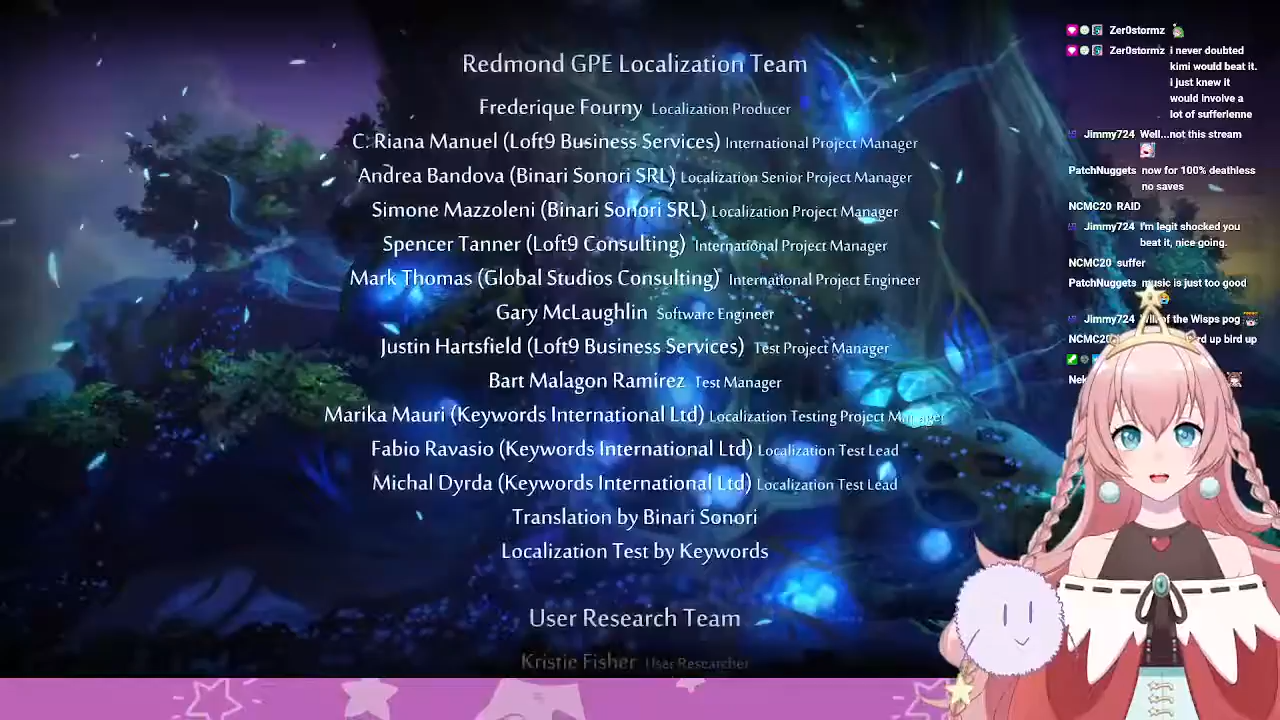 Redmond GPE Localization Team
Frederique Fourny Localization Producer
C. Riana Manuel (Loft9 Business Services) International Project Manager
Andrea Bandova (Binari Sonori SRL) Localization Senior Project Manager
Simone Mazzoleni (Binari Sonori SRL) Localization Project Manager
Spencer Tanner (Loft9 Consulting) International Project Manager
Mark Thomas (Global Studios Consulting) International Project Engineer
Gary McLaughlin Software Engineer
Justin Hartsfield (Loft9 Business Services) Test Project Manager
Bart Malagon Ramirez Test Manager
Marika Mauri (Keywords International Ltd) Localization Testing Project Manager
Fabio Ravasio (Keywords International Ltd) Localization Test Lead
Michal Dyrda (Keywords International Ltd) Localization Test Lead
Translation by Binari Sonori
Localization Test by Keywords
User Research Team
Kristie Fisher User Researcher
Zer0stormz
Zer0stormz i never doubted
kimi would beat it.
i just knew it
would involve a
lot of sufferienne
Jimmy724 Well...not this stream
PatchNuggets now for 100% deathless
no saves
NCMC20 RAID
Jimmy724 I'm legit shocked you
beat it, nice going.
NCMC20 suffer
PatchNuggets music is just too good
Jimmy724 of the Wisps pog
bird up